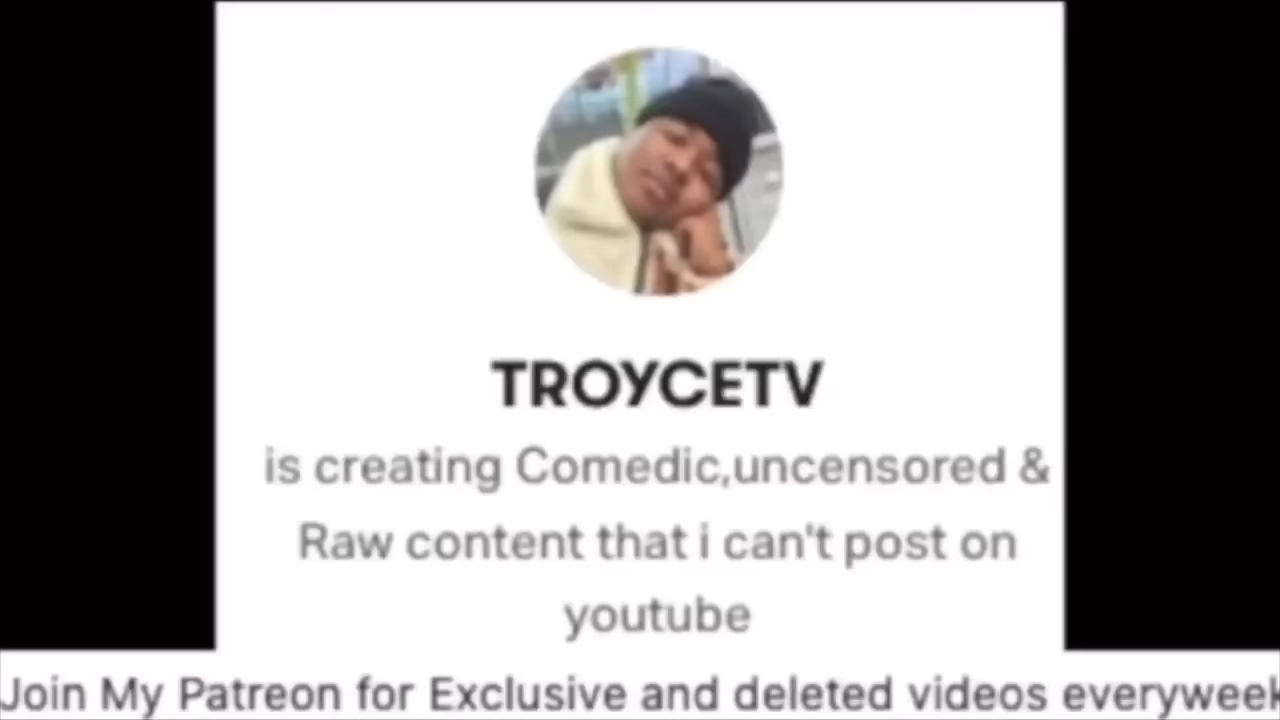 TROYCETV
is creating Comedic,uncensored &
Raw content that i can't post on
youtube
Join My Patreon for Exclusive and deleted videos everyweek